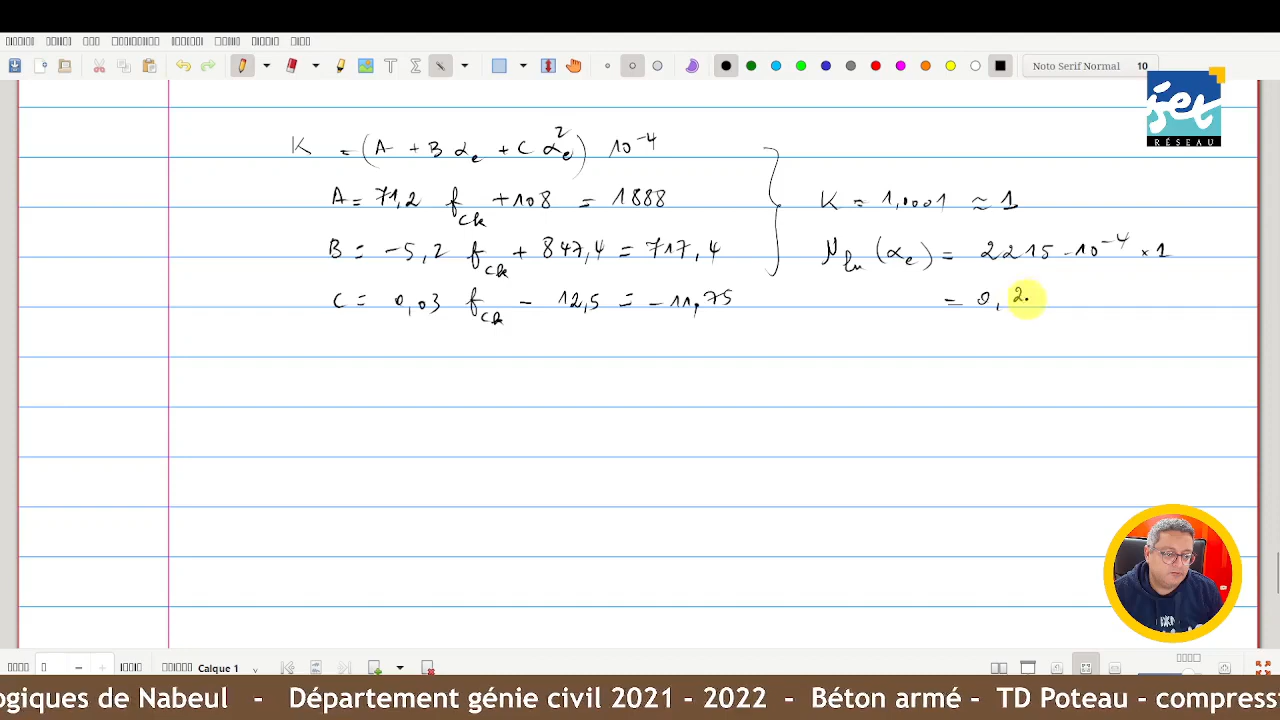 Noto Serif Normal 10
iset
RÉSEAU
K = (A + B αe + C αe²) 10⁻⁴
A = 71,2 fck + 108 = 1888
B = -5,2 fck + 847,4 = 717,4
C = 0,03 fck - 12,5 = -11,75
K = 1,0001 ≈ 1
μlu (αe) = 2215 · 10⁻⁴ × 1
= 0,2
Calque 1
ogiques de Nabeul - Département génie civil 2021 - 2022 - Béton armé - TD Poteau - compress